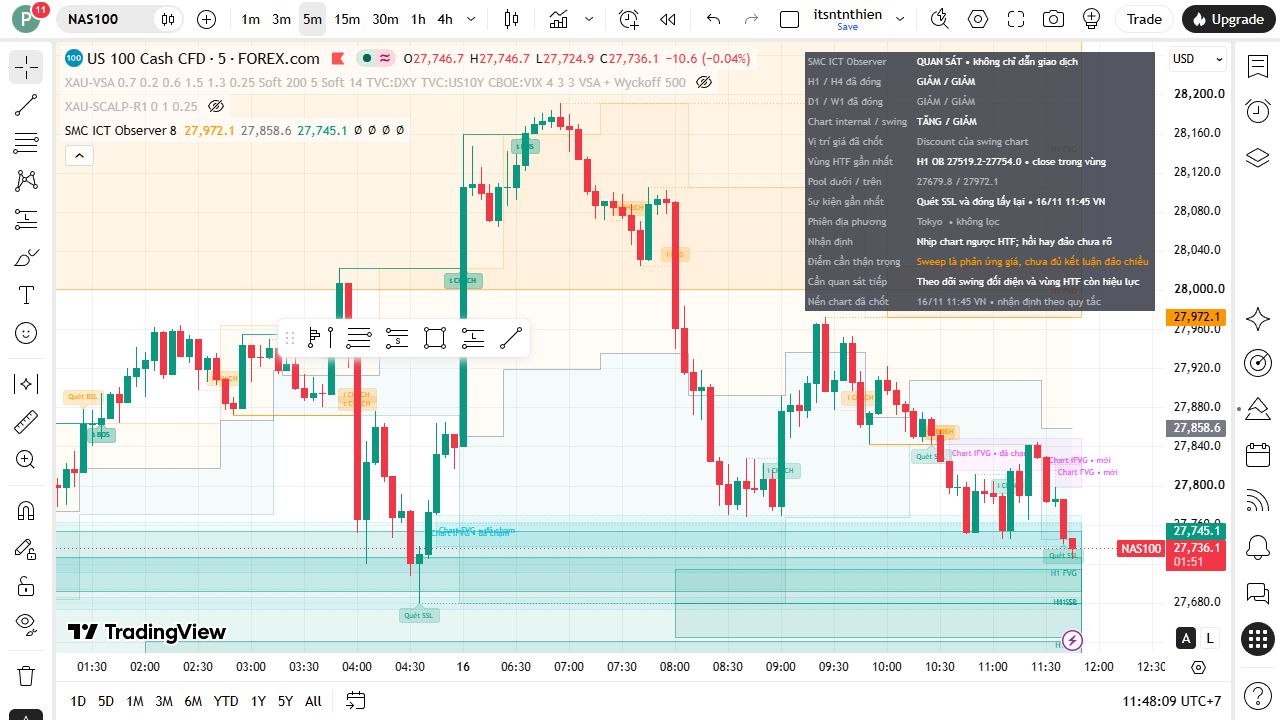 P
11
NAS100
1m 3m 5m 15m 30m 1h 4h
itsntnthien
Save
Trade
Upgrade
100 US 100 Cash CFD · 5 · FOREX.com O27,746.7 H27,746.7 L27,724.9 C27,736.1 −10.6 (−0.04%)
XAU-VSA 0.7 0.2 0.6 1.5 1.3 0.25 Soft 200 5 Soft 14 TVC:DXY TVC:US10Y CBOE:VIX 4 3 3 VSA + Wyckoff 500
XAU-SCALP-R1 0 1 0.25
SMC ICT Observer 8 27,972.1 27,858.6 27,745.1 Ø Ø Ø Ø
SMC ICT Observer QUAN SÁT • không chỉ dẫn giao dịch
H1 / H4 đã đóng GIẢM / GIẢM
D1 / W1 đã đóng GIẢM / GIẢM
Chart internal / swing TĂNG / GIẢM
Vị trí giá đã chốt Discount của swing chart
Vùng HTF gần nhất H1 OB 27519.2-27754.0 • close trong vùng
Pool dưới / trên 27679.8 / 27972.1
Sự kiện gần nhất Quét SSL và đóng lấy lại • 16/11 11:45 VN
Phiên địa phương Tokyo • không lọc
Nhận định Nhịp chart ngược HTF; hồi hay đảo chưa rõ
Điểm cần thận trọng Sweep là phản ứng giá, chưa đủ kết luận đảo chiều
Cần quan sát tiếp Theo dõi swing đối diện và vùng HTF còn hiệu lực
Nến chart đã chốt 16/11 11:45 VN • nhận định theo quy tắc
USD
28,200.0
28,160.0
28,120.0
28,080.0
28,040.0
28,000.0
27,972.1
27,960.0
27,920.0
27,880.0
27,858.6
27,840.0
27,800.0
27,745.1
NAS100 27,736.1
01:51
27,680.0
s CHOCH
Quét BSL
I CHOCH
s CHOCH
I CHOCH
Chart IFVG • đã chạm
Chart IFVG • mới
Chart FVG • mới
Quét SSL
H1 FVG
Quét SSL
TradingView
A L
01:30 02:00 02:30 03:00 03:30 04:00 04:30 16 06:30 07:00 07:30 08:00 08:30 09:00 09:30 10:00 10:30 11:00 11:30 12:00 12:30
1D 5D 1M 3M 6M YTD 1Y 5Y All
11:48:09 UTC+7